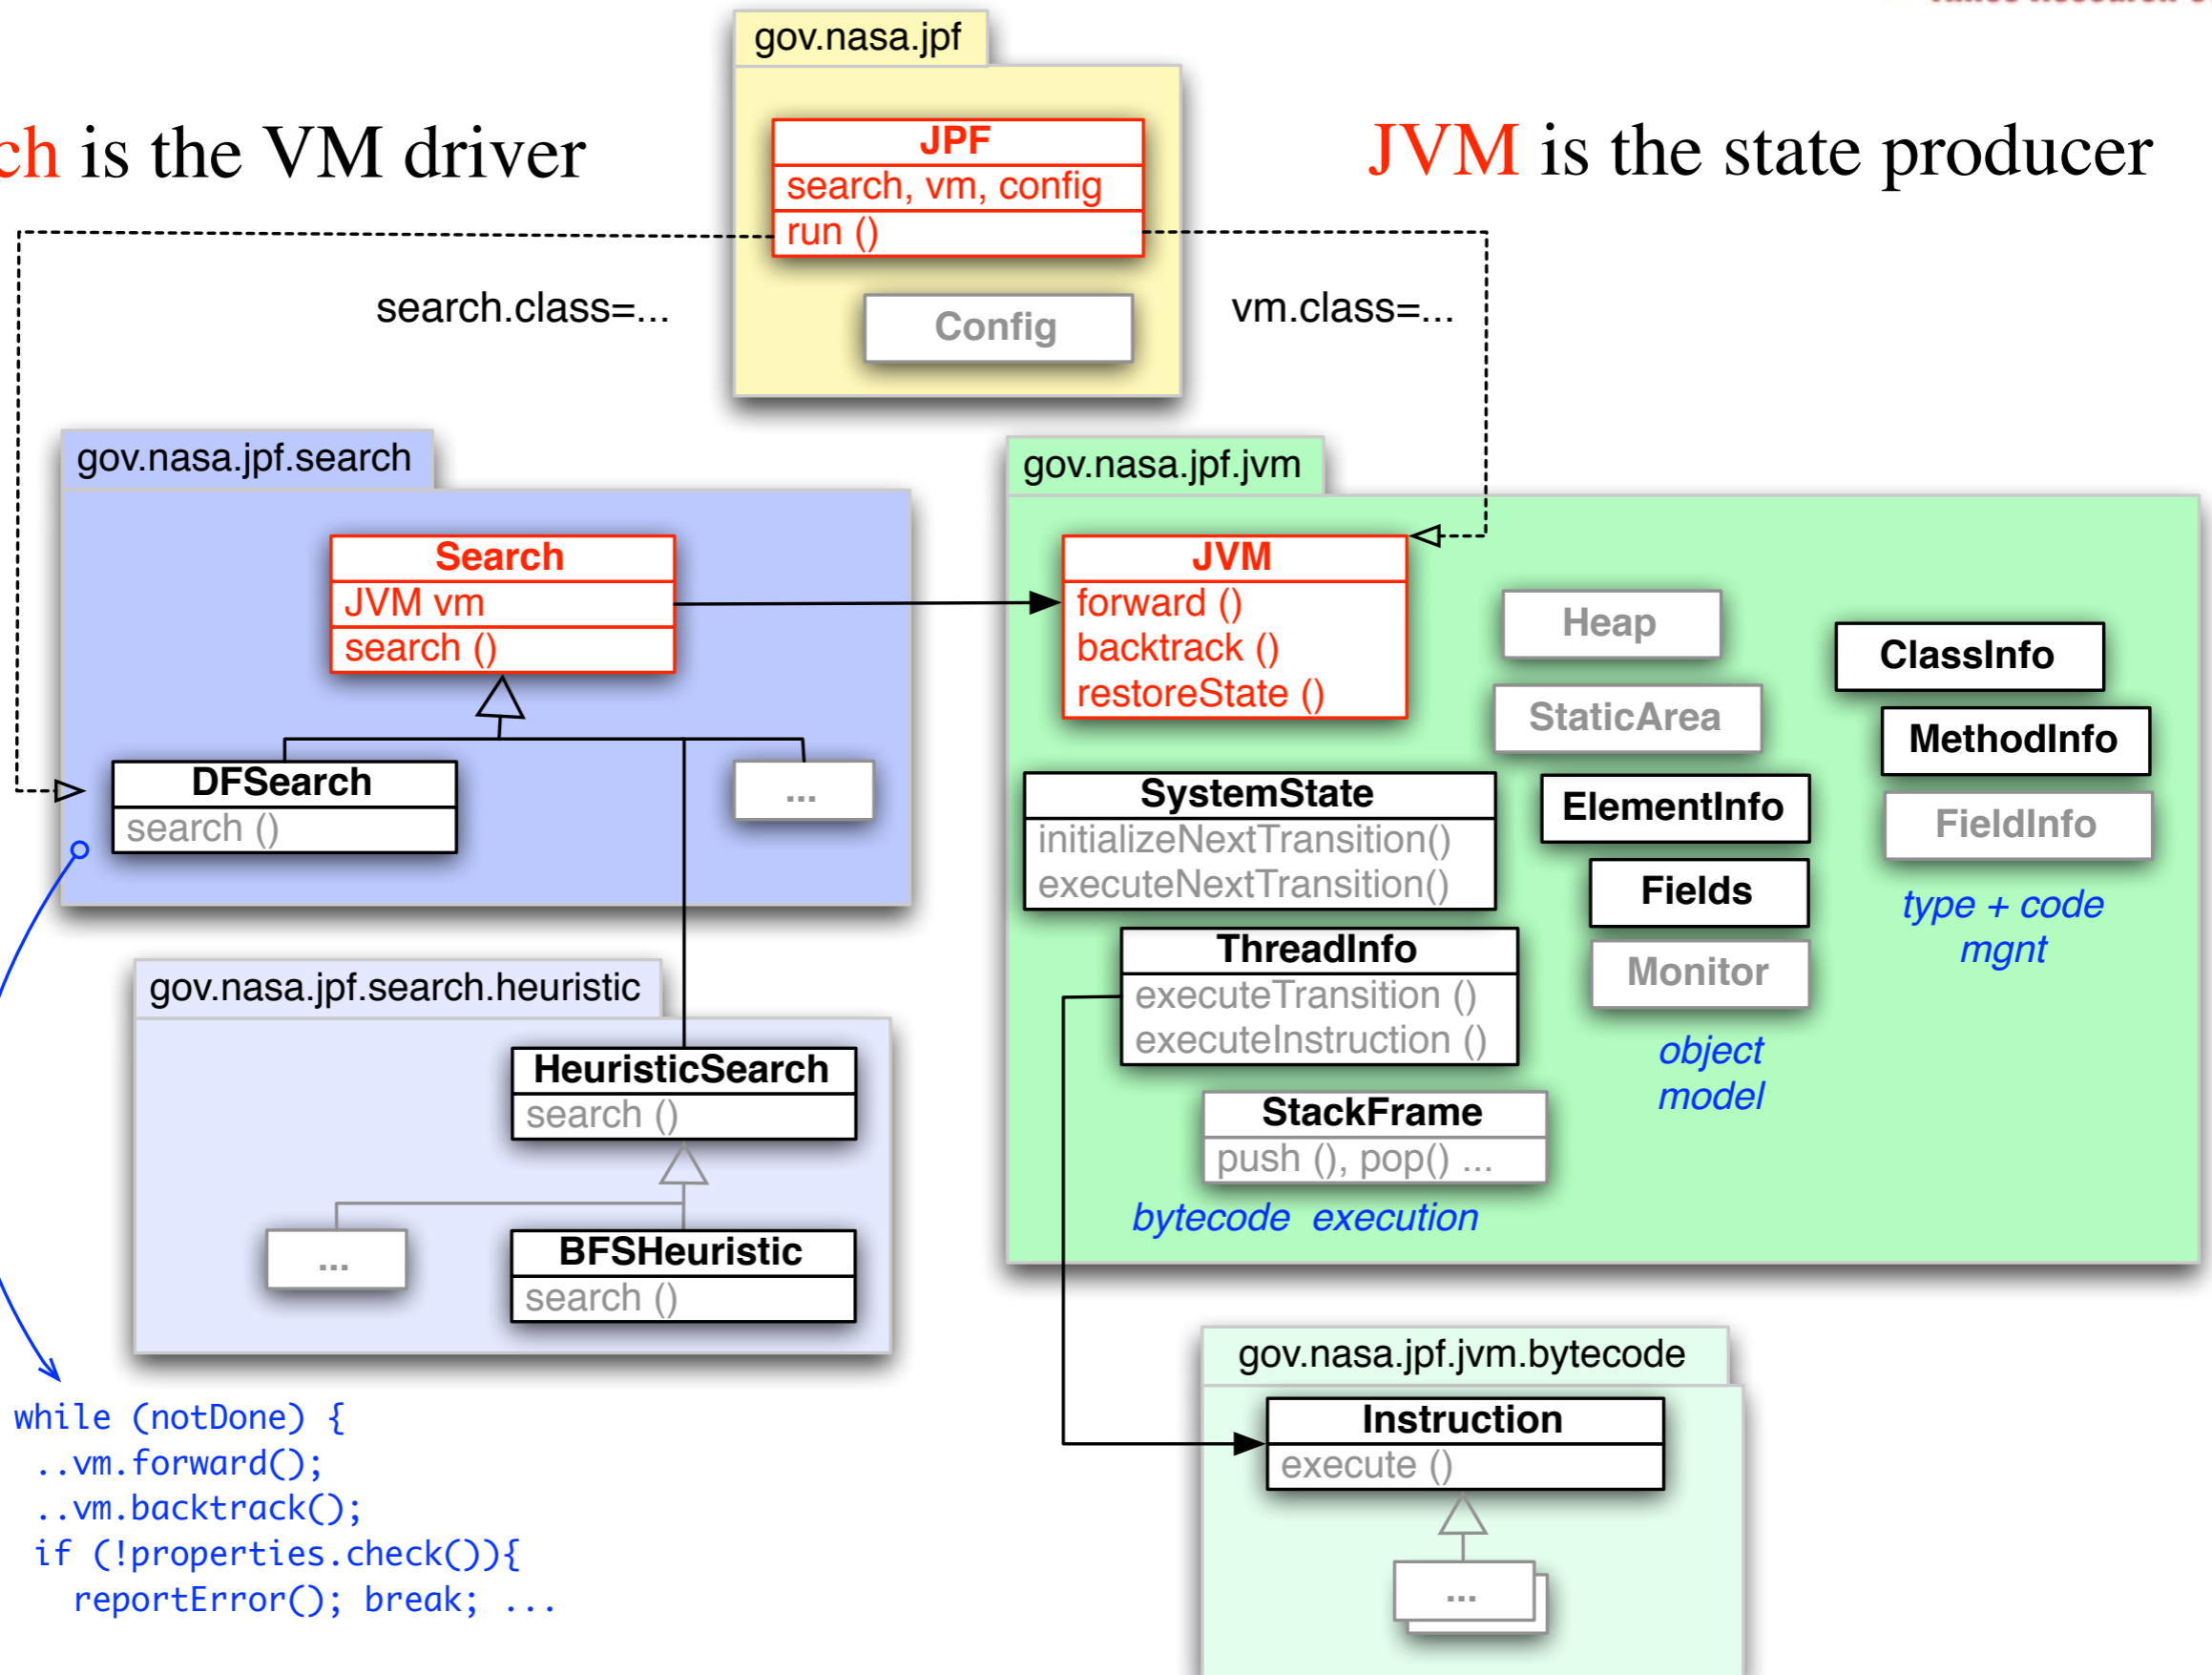 gov.nasa.jpf
ch is the VM driver
JVM is the state producer
JPF
search, vm, config
run ()
search.class=...
Config
vm.class=...
gov.nasa.jpf.search
Search
JVM vm
search ()
DFSearch
search ()
...
gov.nasa.jpf.search.heuristic
HeuristicSearch
search ()
...
BFSHeuristic
search ()
while (notDone) {
..vm.forward();
..vm.backtrack();
if (!properties.check()){
reportError(); break; ...
gov.nasa.jpf.jvm
JVM
forward ()
backtrack ()
restoreState ()
SystemState
initializeNextTransition()
executeNextTransition()
ThreadInfo
executeTransition ()
executeInstruction ()
StackFrame
push (), pop() ...
bytecode execution
Heap
StaticArea
ElementInfo
Fields
Monitor
object
model
ClassInfo
MethodInfo
FieldInfo
type + code
mgnt
gov.nasa.jpf.jvm.bytecode
Instruction
execute ()
...